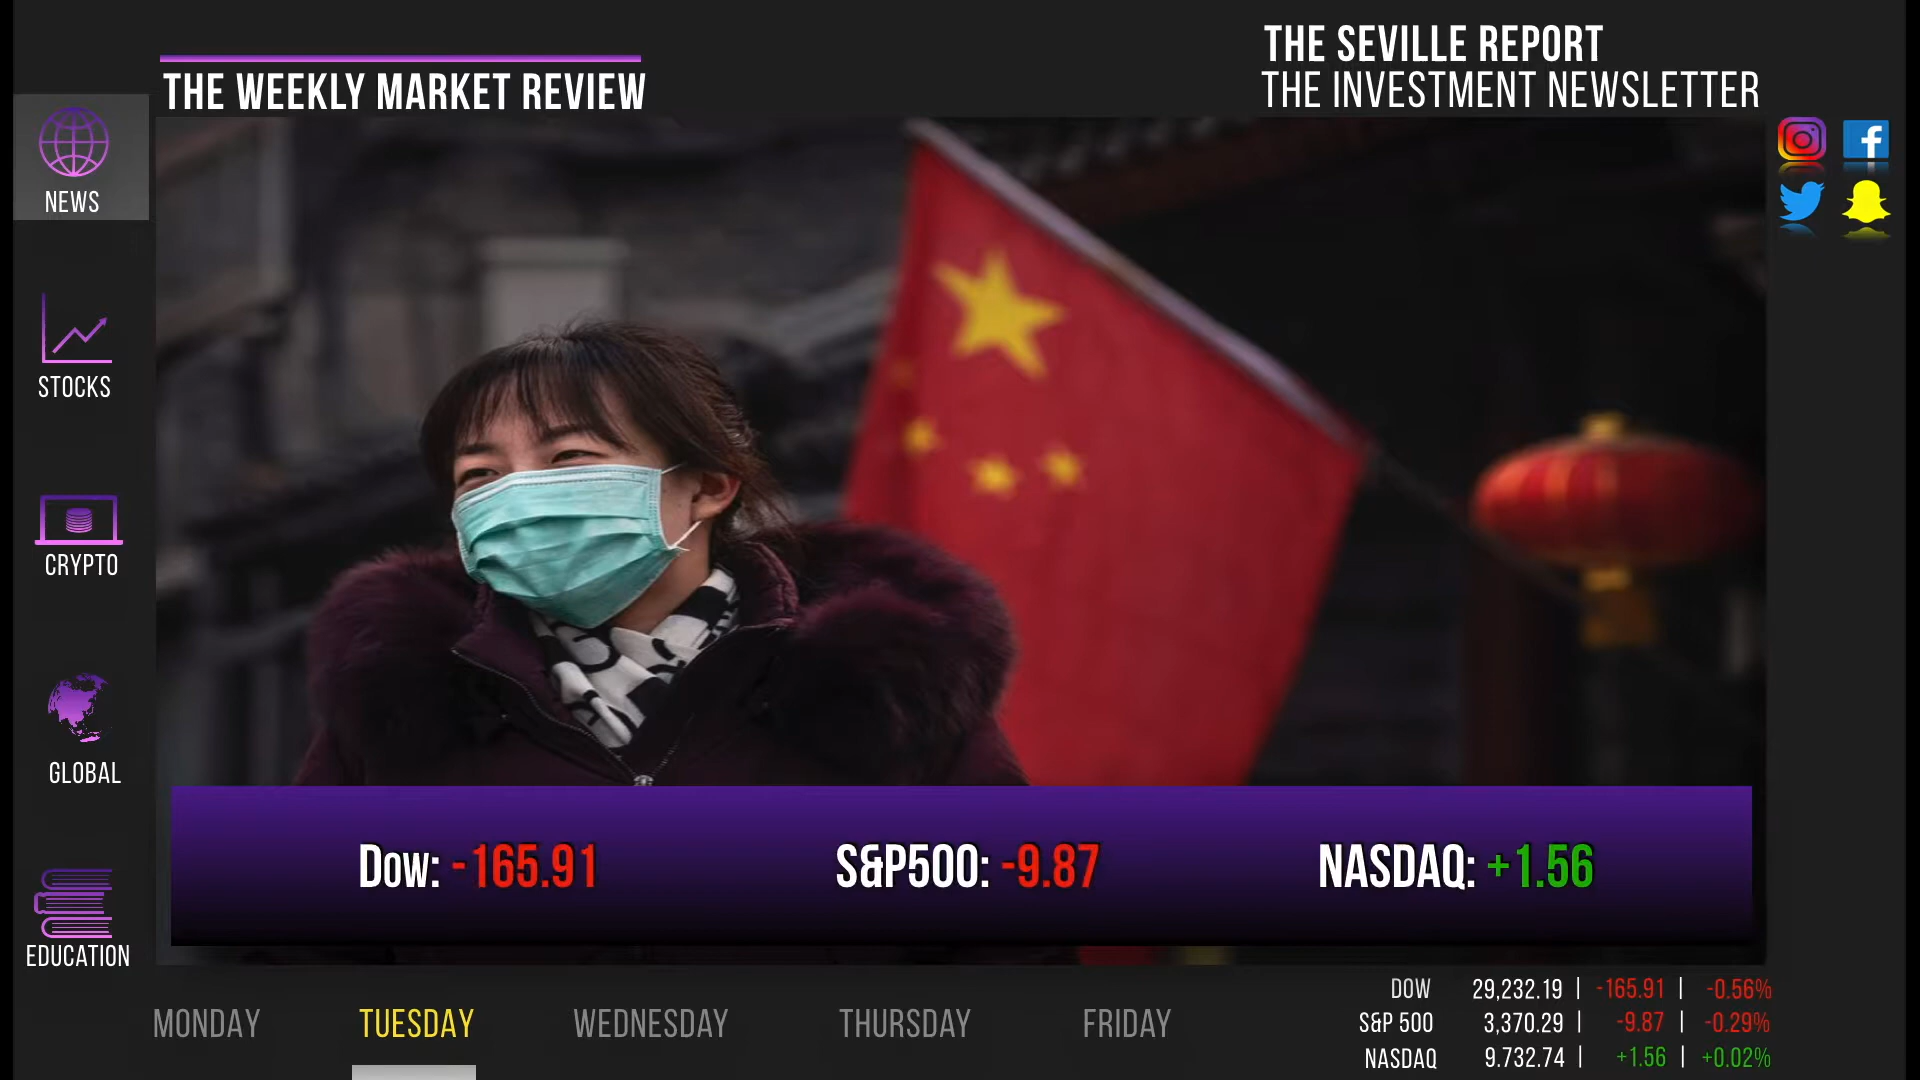 THE SEVILLE REPORT
THE INVESTMENT NEWSLETTER
THE WEEKLY MARKET REVIEW
NEWS
STOCKS
CRYPTO
GLOBAL
EDUCATION
Dow: -165.91 S&P500: -9.87 NASDAQ: +1.56
MONDAY TUESDAY WEDNESDAY THURSDAY FRIDAY
DOW 29,232.19 | -165.91 | -0.56%
S&P 500 3,370.29 | -9.87 | -0.29%
NASDAQ 9.732.74 | +1.56 | +0.02%